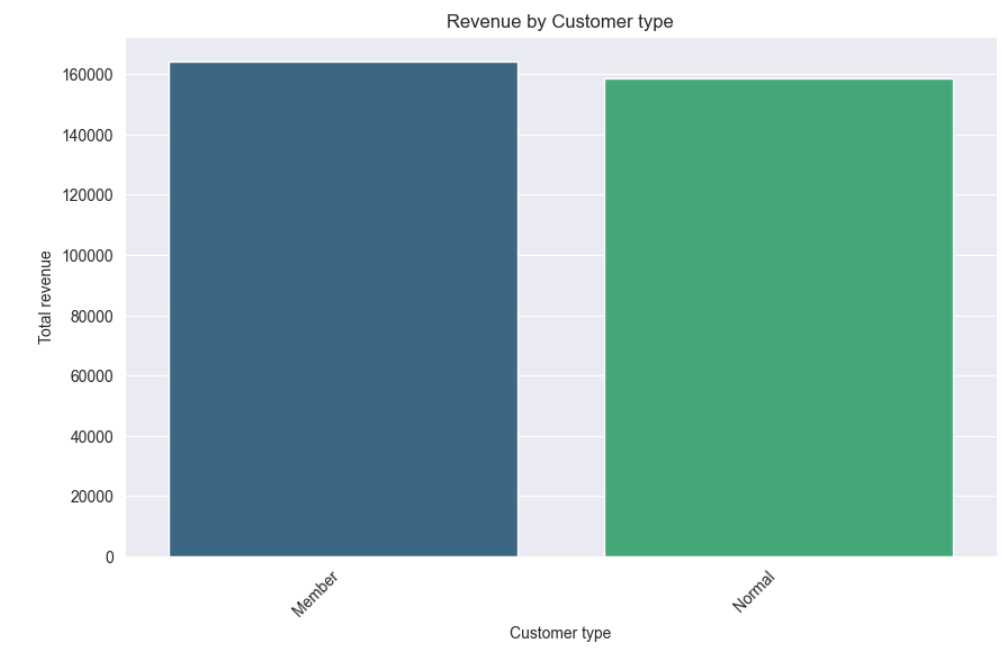 Revenue by Customer type
Total revenue
160000
140000
120000
100000
80000
60000
40000
20000
0
Member
Normal
Customer type